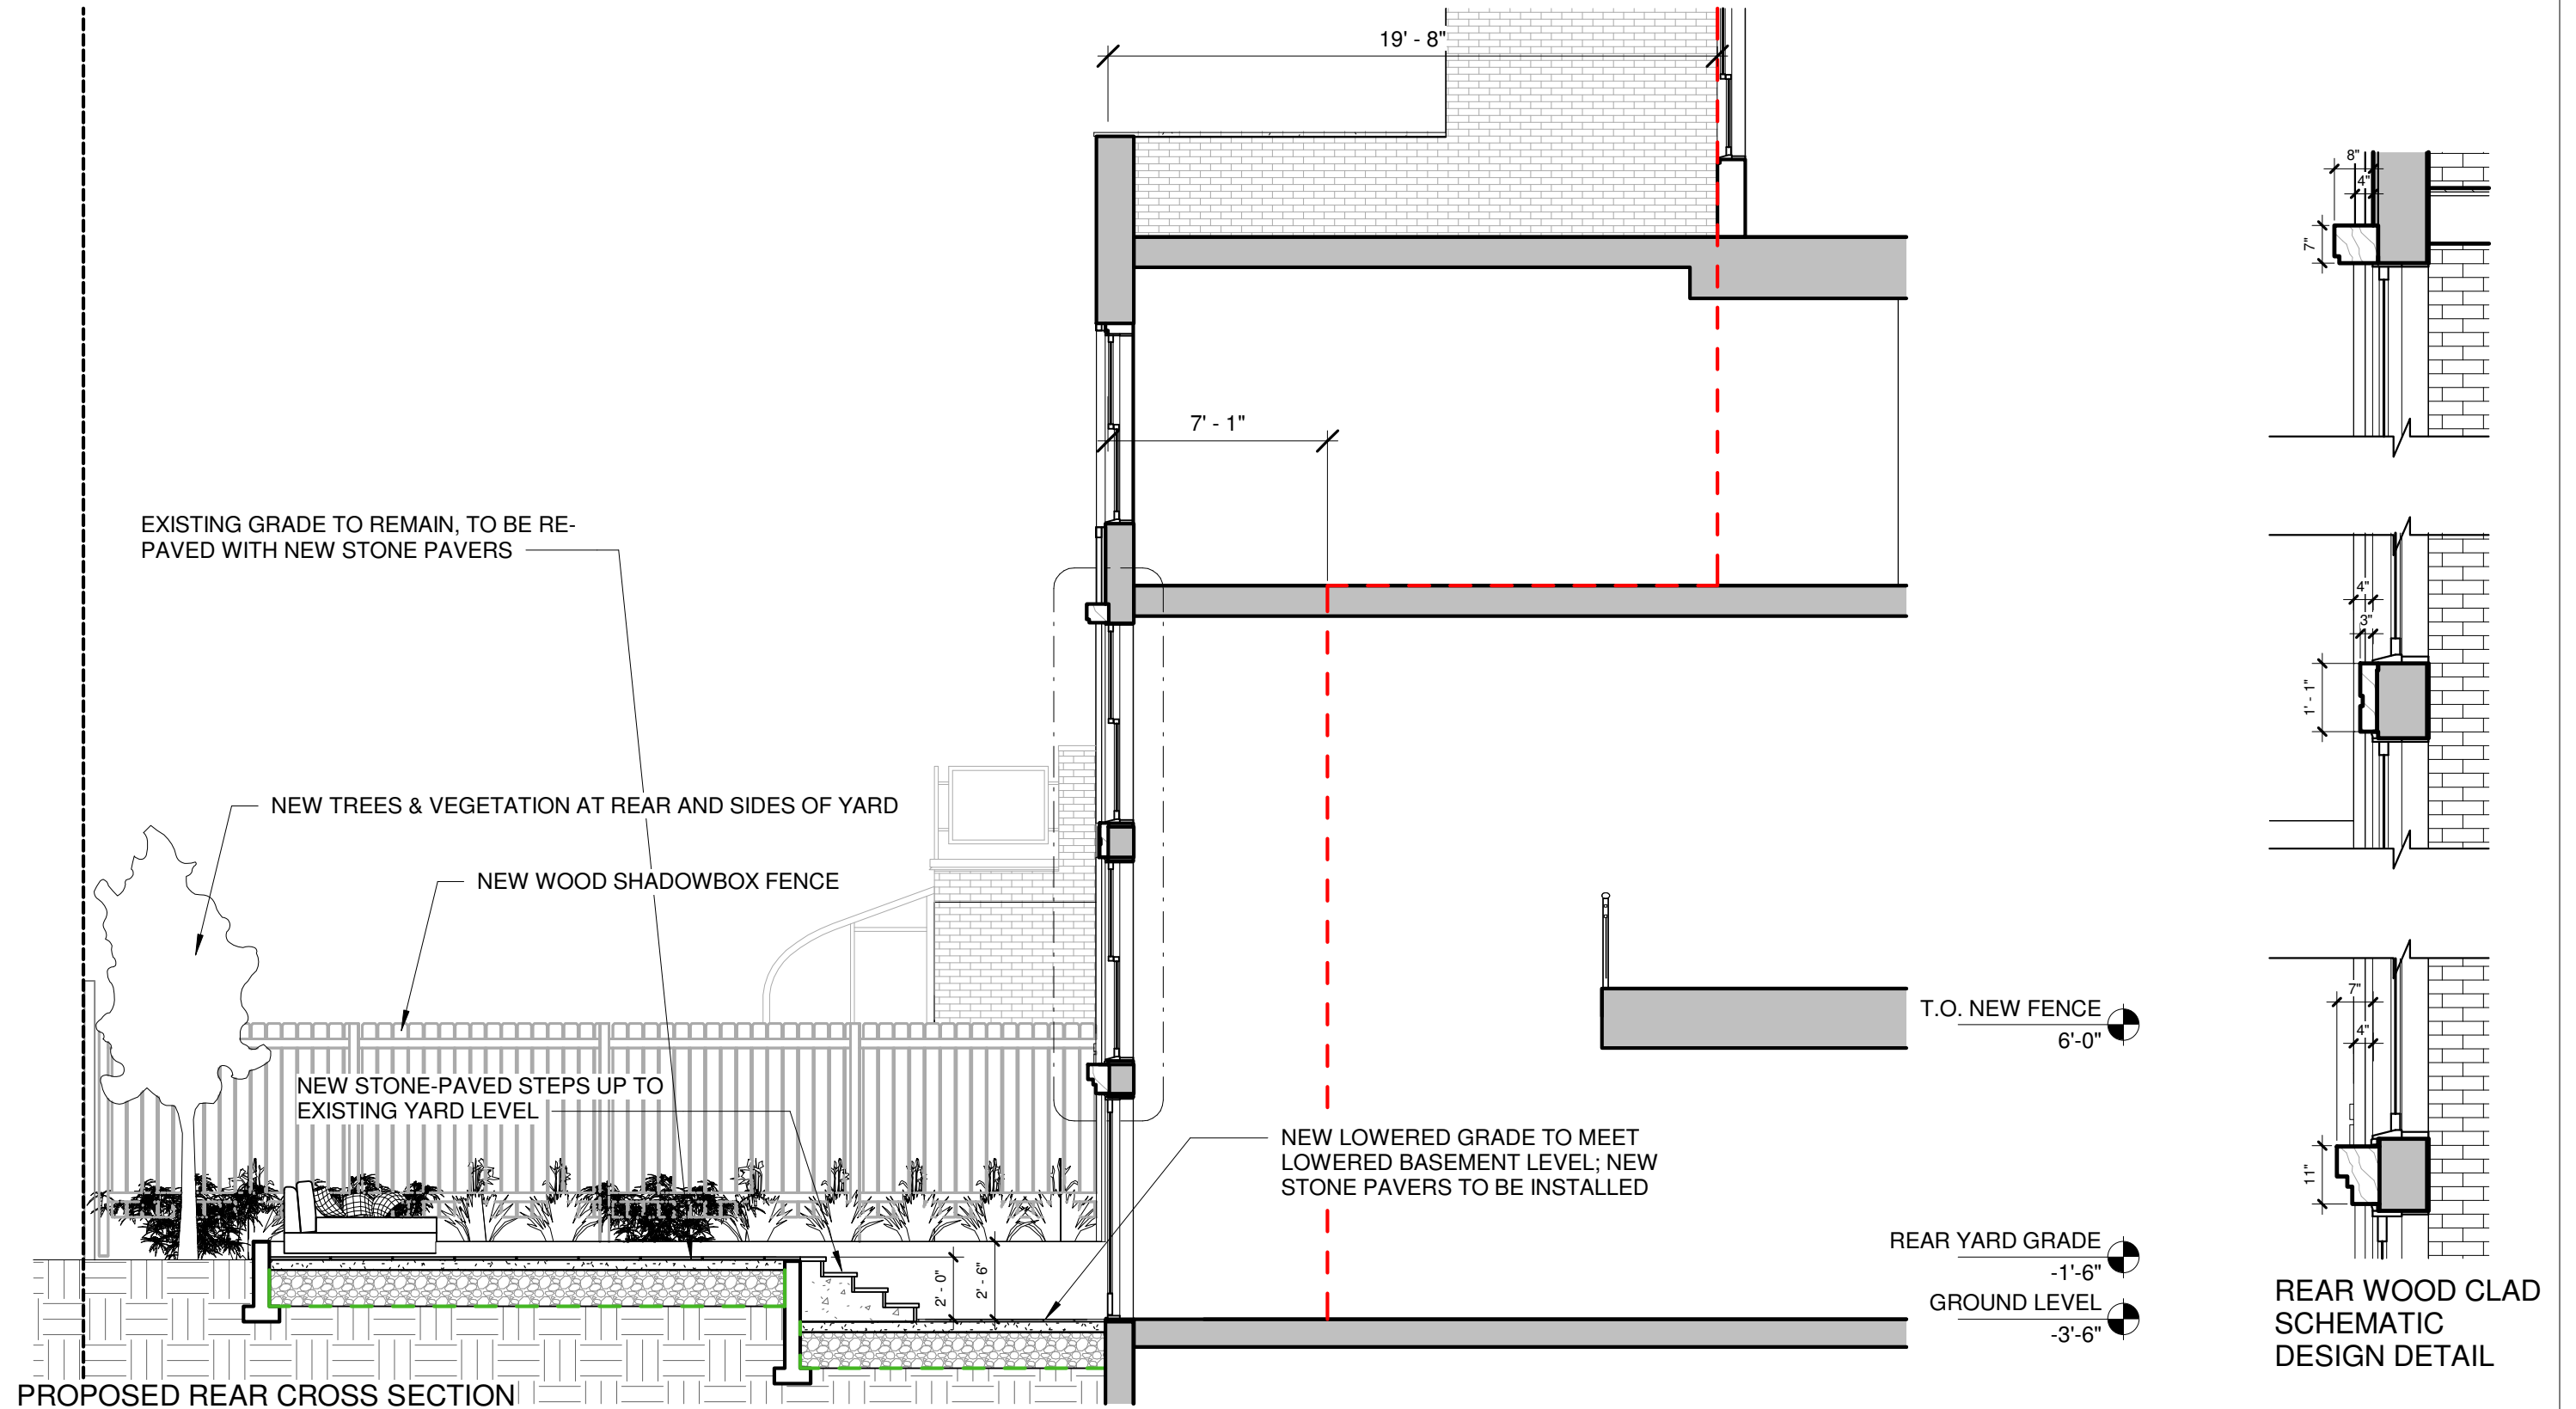 19' - 8"
8"
4"
7"
7' - 1"
EXISTING GRADE TO REMAIN, TO BE RE-
PAVED WITH NEW STONE PAVERS
4"
3"
1' - 1"
NEW TREES & VEGETATION AT REAR AND SIDES OF YARD
NEW WOOD SHADOWBOX FENCE
T.O. NEW FENCE
6'-0"
7"
4"
11"
NEW STONE-PAVED STEPS UP TO
EXISTING YARD LEVEL
NEW LOWERED GRADE TO MEET
LOWERED BASEMENT LEVEL; NEW
STONE PAVERS TO BE INSTALLED
2' - 0"
2' - 6"
REAR YARD GRADE
-1'-6"
GROUND LEVEL
-3'-6"
REAR WOOD CLAD
SCHEMATIC
DESIGN DETAIL
PROPOSED REAR CROSS SECTION